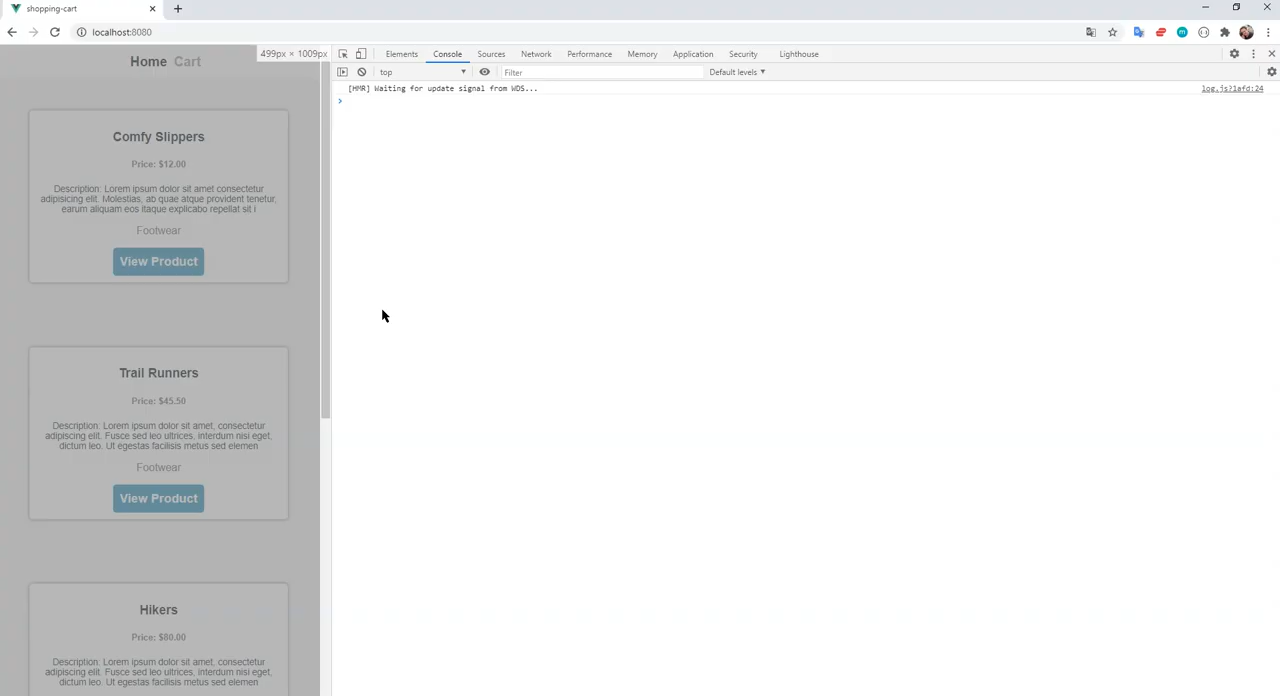 shopping-cart
localhost:8080
499px × 1009px
Home Cart
Comfy Slippers
Price: $12.00
Description: Lorem ipsum dolor sit amet consectetur
adipisicing elit. Molestias, ab quae atque provident tenetur,
earum aliquam eos itaque explicabo repellat sit i
Footwear
View Product
Trail Runners
Price: $45.50
Description: Lorem ipsum dolor sit amet, consectetur
adipiscing elit. Fusce sed leo ultrices, interdum nisi eget,
dictum leo. Ut egestas facilisis metus sed elemen
Footwear
View Product
Hikers
Price: $80.00
Description: Lorem ipsum dolor sit amet, consectetur
adipiscing elit. Fusce sed leo ultrices, interdum nisi eget,
dictum leo. Ut egestas facilisis metus sed elemen
Elements Console Sources Network Performance Memory Application Security Lighthouse
top Filter Default levels
[HMR] Waiting for update signal from WDS... log.js?1afd:24